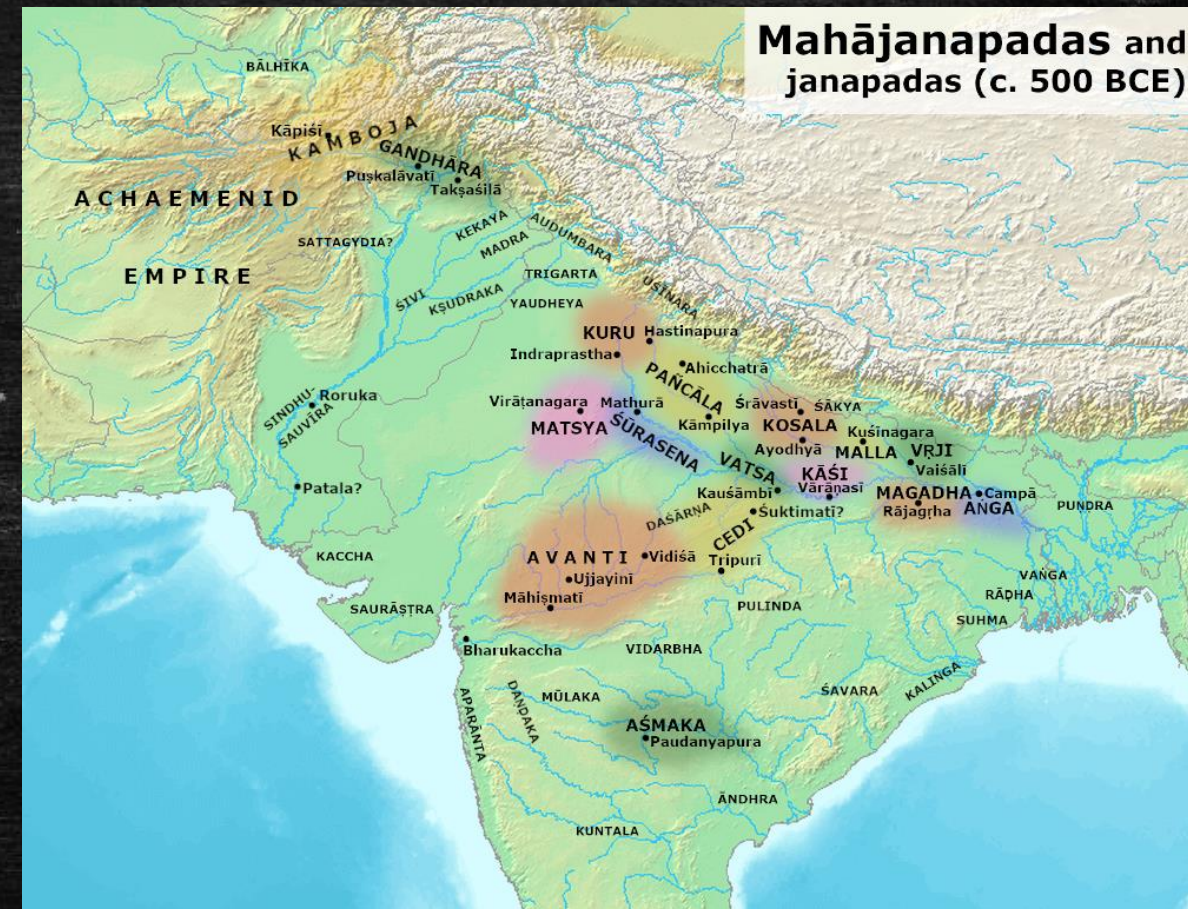 Mahājanapadas and
janapadas (c. 500 BCE)
BĀLHĪKA
Kāpiśī
KAMBOJA
GANDHĀRA
Puṣkalāvatī
Takṣaśilā
ACHAEMENID
EMPIRE
SATTAGYDIA?
KEKAYA
MADRA
AUDUMBARA
TRIGARTA
UŚĪNARA
ŚIVI
KṢUDRAKA
YAUDHEYA
KURU
Hastinapura
Indraprastha
Ahicchatrā
PAÑCĀLA
Kāmpilya
SINDHU-
SAUVĪRA
Roruka
Patala?
Virāṭanagara
Mathurā
MATSYA
ŚŪRASENA
Śrāvastī
ŚĀKYA
KOSALA
Ayodhyā
Kuśinagara
MALLA
VṚJI
Vaiśālī
VATSA
KĀŚI
Vārāṇasī
Kauśāmbī
MAGADHA
Rājagṛha
Campā
AṄGA
PUṆḌRA
DAŚĀRṆA
Śuktimatī?
CEDI
Tripurī
AVANTI
Vidiśā
Ujjayinī
Māhiṣmatī
KACCHA
SAURĀṢṬRA
Bharukaccha
PULINDA
VAṄGA
RĀḌHA
SUHMA
VIDARBHA
APARĀNTA
DAṆḌAKA
MŪLAKA
ŚAVARA
KALIṄGA
AŚMAKA
Paudanyapura
ĀNDHRA
KUNTALA